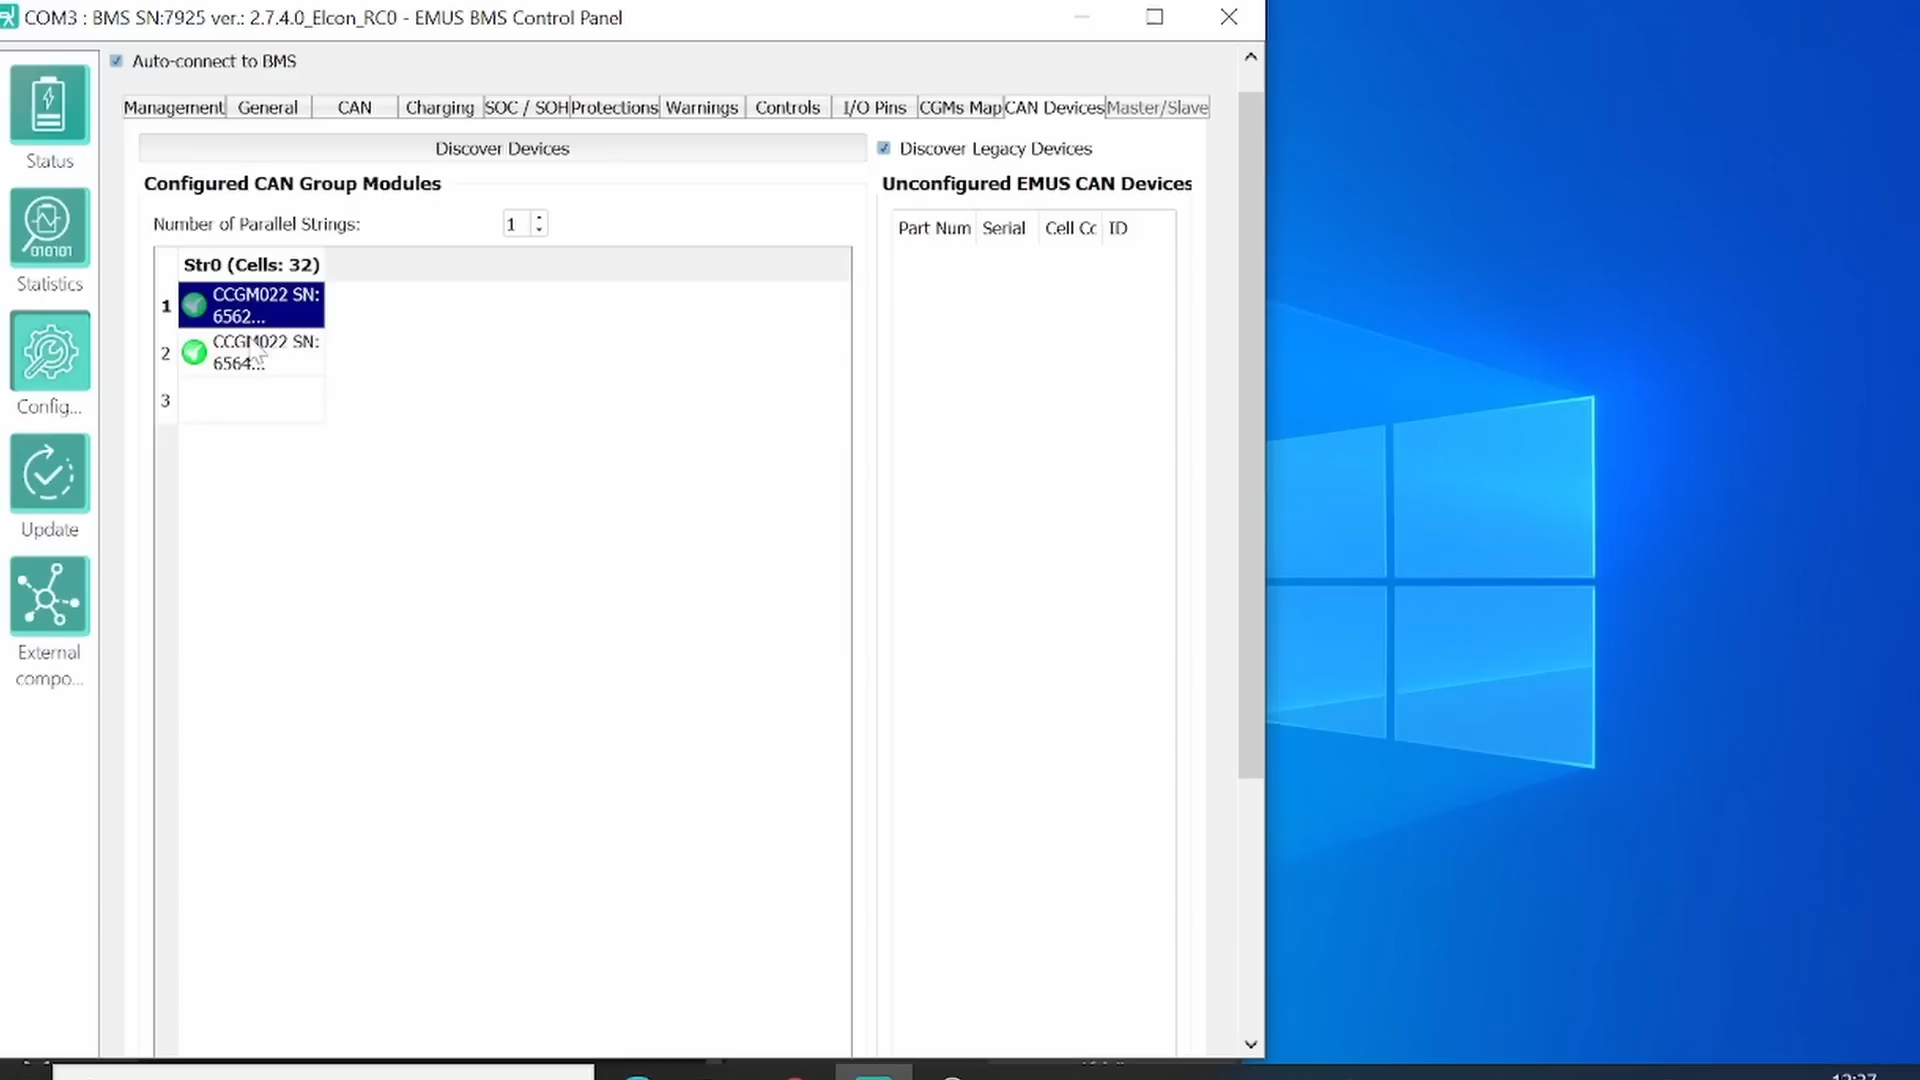 COM3 : BMS SN:7925 ver.: 2.7.4.0_Elcon_RC0 - EMUS BMS Control Panel
Auto-connect to BMS
Management General CAN Charging SOC / SOH Protections Warnings Controls I/O Pins CGMs Map CAN Devices Master/Slave
Discover Devices
Discover Legacy Devices
Configured CAN Group Modules
Unconfigured EMUS CAN Devices
Number of Parallel Strings: 1
Part Num Serial Cell Cc ID
Str0 (Cells: 32)
1 CCGM022 SN:
6562...
2 CCGM022 SN:
6564...
3
Status
010101
Statistics
Config...
Update
External
compo...